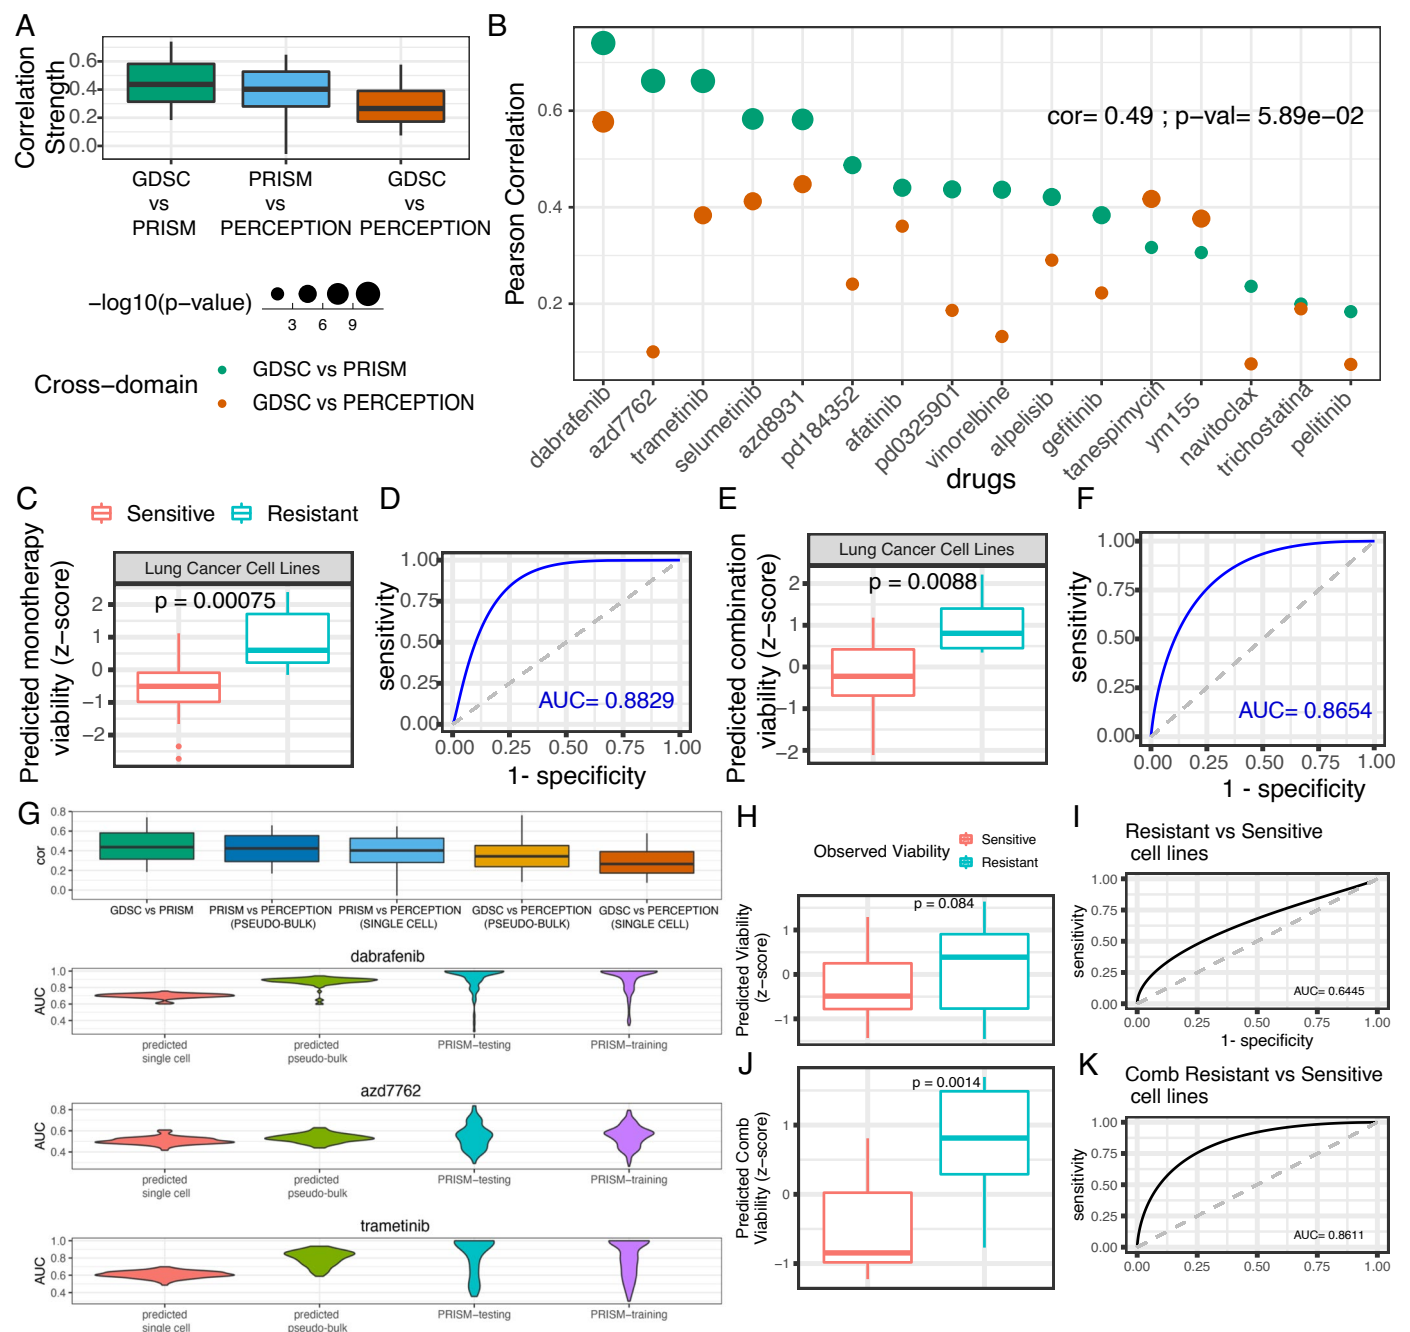 A
Correlation
Strength
0.6
0.4
0.2
0.0
GDSC
vs
PRISM
PRISM
vs
PERCEPTION
GDSC
vs
PERCEPTION
−log10(p−value)
3 6 9
Cross−domain
GDSC vs PRISM
GDSC vs PERCEPTION
B
Pearson Correlation
0.6
0.4
0.2
cor= 0.49 ; p−val= 5.89e−02
dabrafenib
azd7762
trametinib
selumetinib
azd8931
pd184352
afatinib
pd0325901
vinorelbine
alpelisib
gefitinib
tanespimycin
ym155
navitoclax
trichostatina
pelitinib
drugs
C
Sensitive
Resistant
Predicted monotherapy
viability (z−score)
Lung Cancer Cell Lines
p = 0.00075
2
1
0
−1
−2
D
sensitivity
1.00
0.75
0.50
0.25
0.00
AUC= 0.8829
0.00 0.25 0.50 0.75 1.00
1- specificity
E
Predicted combination
viability (z−score)
Lung Cancer Cell Lines
p = 0.0088
2
1
0
−1
−2
F
sensitivity
1.00
0.75
0.50
0.25
0.00
AUC= 0.8654
0.00 0.25 0.50 0.75 1.00
1 - specificity
G
cor
0.8
0.6
0.4
0.2
0.0
GDSC vs PRISM
PRISM vs PERCEPTION
(PSEUDO−BULK)
PRISM vs PERCEPTION
(SINGLE CELL)
GDSC vs PERCEPTION
(PSEUDO−BULK)
GDSC vs PERCEPTION
(SINGLE CELL)
dabrafenib
AUC
1.0
0.8
0.6
0.4
predicted
single cell
predicted
pseudo−bulk
PRISM−testing
PRISM−training
azd7762
AUC
0.8
0.6
0.4
predicted
single cell
predicted
pseudo−bulk
PRISM−testing
PRISM−training
trametinib
AUC
1.0
0.8
0.6
0.4
predicted
single cell
predicted
pseudo−bulk
PRISM−testing
PRISM−training
H
Observed Viability
Sensitive
Resistant
Predicted Viability
(z−score)
p = 0.084
1
0
−1
I
Resistant vs Sensitive
cell lines
sensitivity
1.00
0.75
0.50
0.25
0.00
AUC= 0.6445
0.00 0.25 0.50 0.75 1.00
1- specificity
J
Predicted Comb
Viability (z−score)
p = 0.0014
1
0
−1
K
Comb Resistant vs Sensitive
cell lines
sensitivity
1.00
0.75
0.50
0.25
0.00
AUC= 0.8611
0.00 0.25 0.50 0.75 1.00